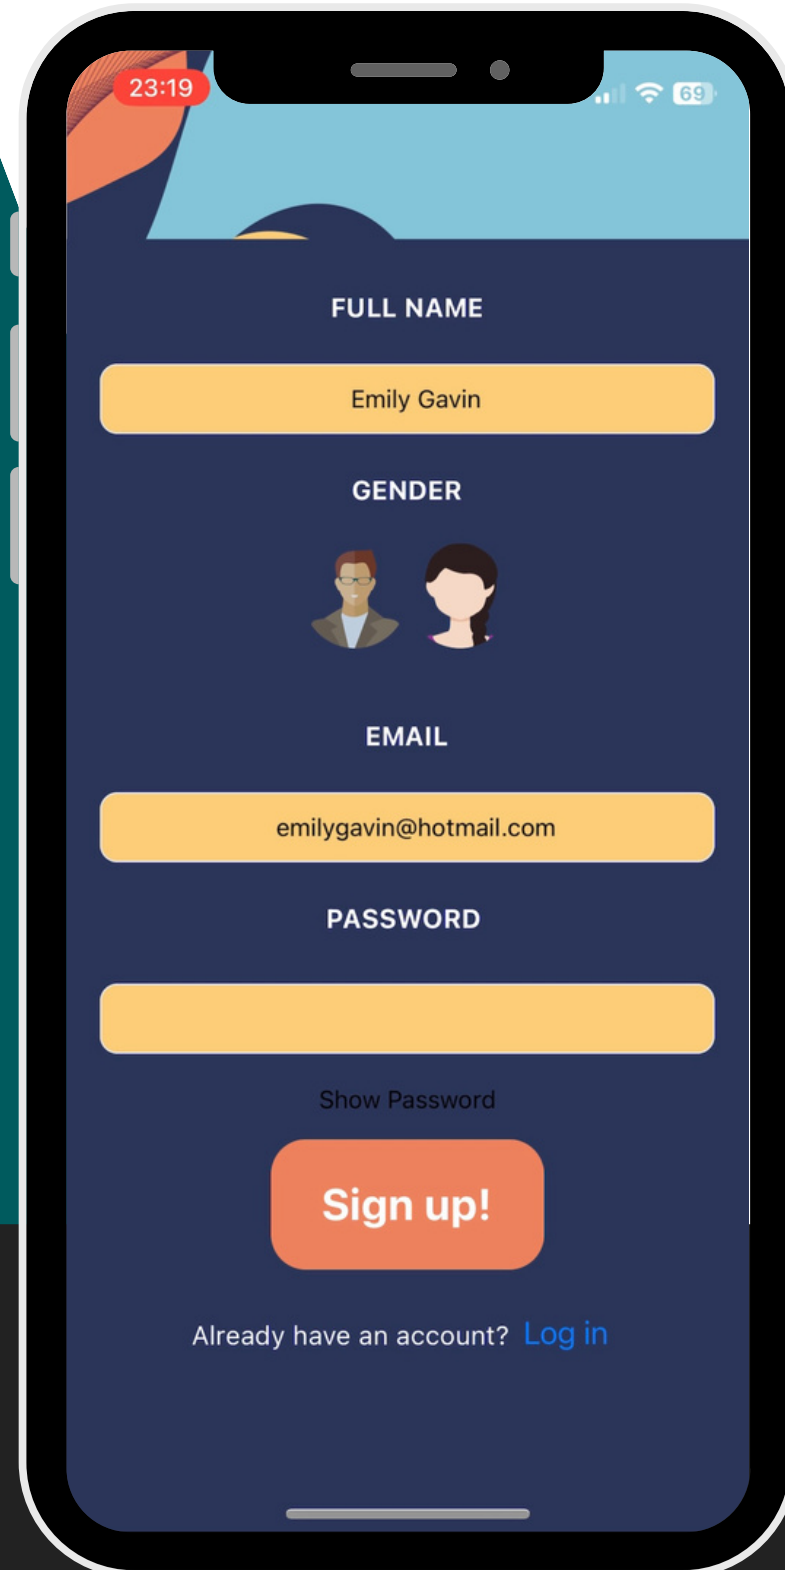 23:19
69
FULL NAME
Emily Gavin
GENDER
EMAIL
emilygavin@hotmail.com
PASSWORD
Show Password
Sign up!
Already have an account? Log in